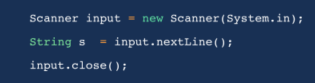 Scanner input = new Scanner(System.in);
String s  = input.nextLine();
input.close();